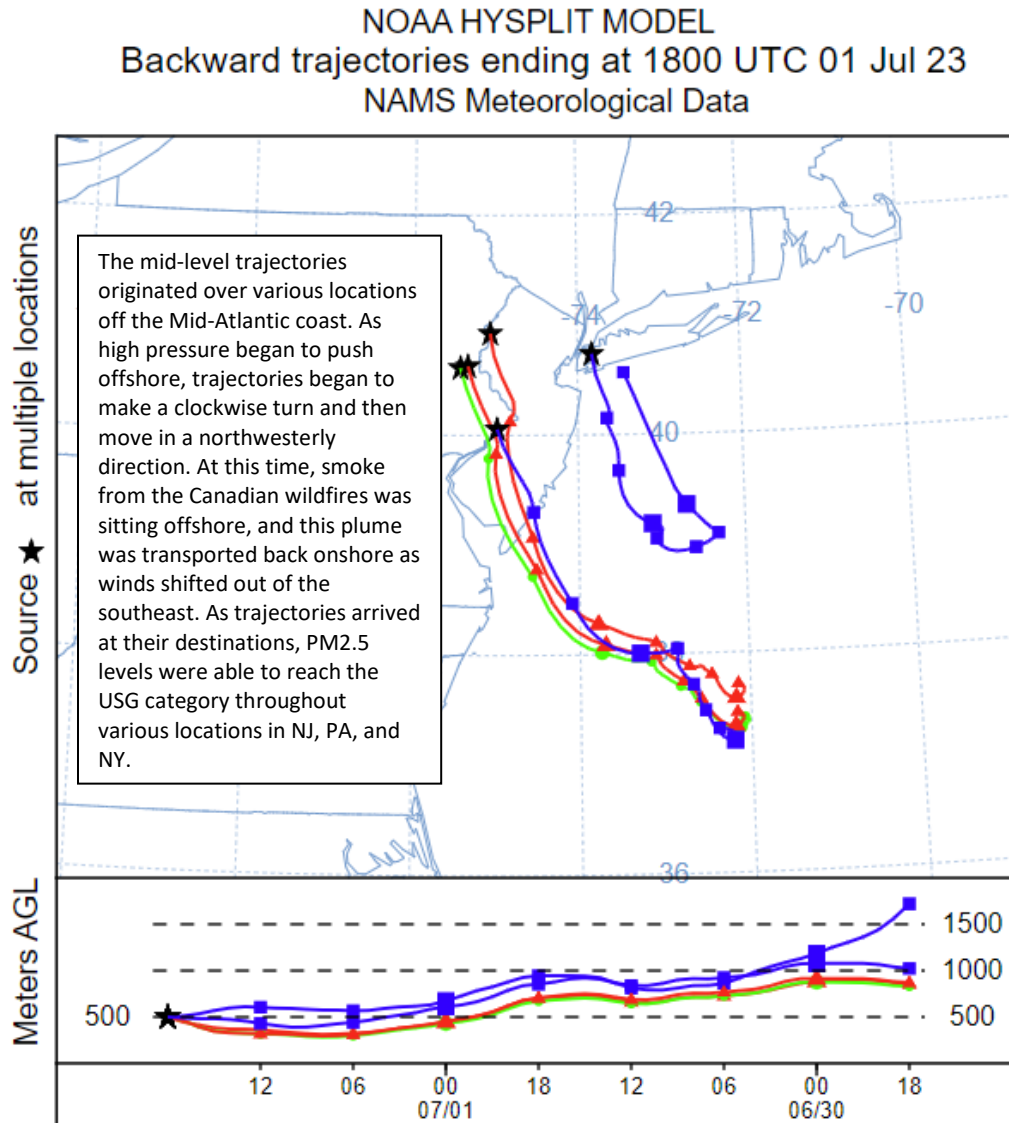 NOAA HYSPLIT MODEL
Backward trajectories ending at 1800 UTC 01 Jul 23
NAMS Meteorological Data
Source ★ at multiple locations
42
-74
-72
-70
40
36
The mid-level trajectories
originated over various locations
off the Mid-Atlantic coast. As
high pressure began to push
offshore, trajectories began to
make a clockwise turn and then
move in a northwesterly
direction. At this time, smoke
from the Canadian wildfires was
sitting offshore, and this plume
was transported back onshore as
winds shifted out of the
southeast. As trajectories arrived
at their destinations, PM2.5
levels were able to reach the
USG category throughout
various locations in NJ, PA, and
NY.
Meters AGL
1500
1000
500 500
12 06 00 18 12 06 00 18
07/01 06/30